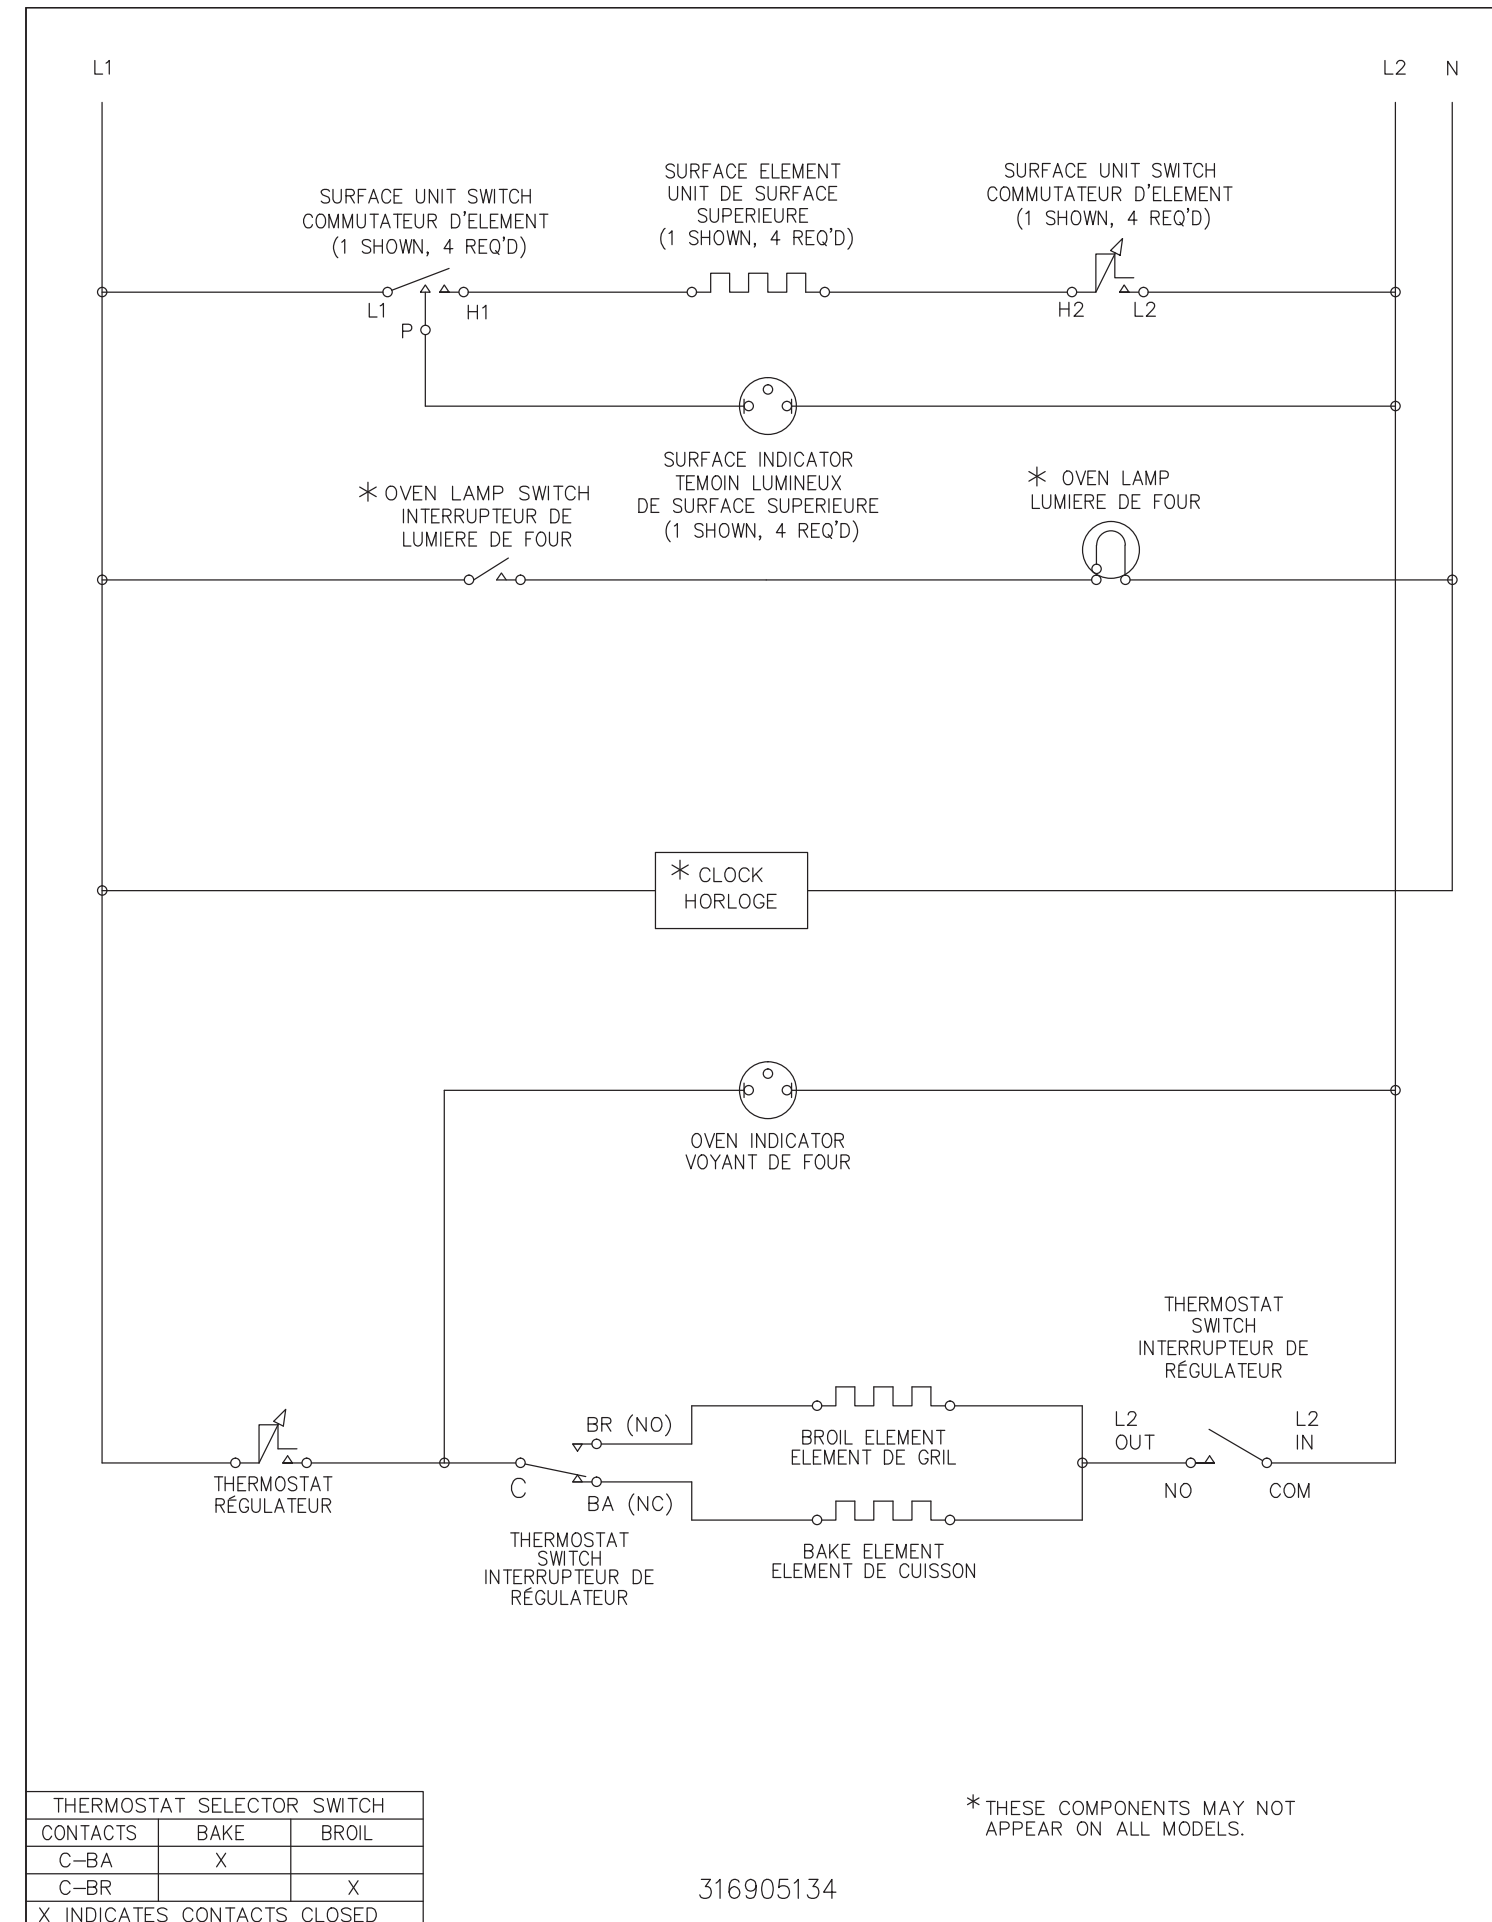 L1
L2
N
SURFACE UNIT SWITCH
COMMUTATEUR D'ELEMENT
(1 SHOWN, 4 REQ'D)
SURFACE ELEMENT
UNIT DE SURFACE
SUPERIEURE
(1 SHOWN, 4 REQ'D)
SURFACE UNIT SWITCH
COMMUTATEUR D'ELEMENT
(1 SHOWN, 4 REQ'D)
L1
H1
P
H2
L2
SURFACE INDICATOR
TEMOIN LUMINEUX
DE SURFACE SUPERIEURE
(1 SHOWN, 4 REQ'D)
* OVEN LAMP SWITCH
INTERRUPTEUR DE
LUMIERE DE FOUR
* OVEN LAMP
LUMIERE DE FOUR
* CLOCK
HORLOGE
OVEN INDICATOR
VOYANT DE FOUR
THERMOSTAT
SWITCH
INTERRUPTEUR DE
RÉGULATEUR
L2
OUT
L2
IN
NO
COM
BR (NO)
BROIL ELEMENT
ELEMENT DE GRIL
THERMOSTAT
RÉGULATEUR
C
BA (NC)
THERMOSTAT
SWITCH
INTERRUPTEUR DE
RÉGULATEUR
BAKE ELEMENT
ELEMENT DE CUISSON
THERMOSTAT SELECTOR SWITCH
CONTACTS BAKE BROIL
C-BA X
C-BR X
X INDICATES CONTACTS CLOSED
* THESE COMPONENTS MAY NOT
APPEAR ON ALL MODELS.
316905134